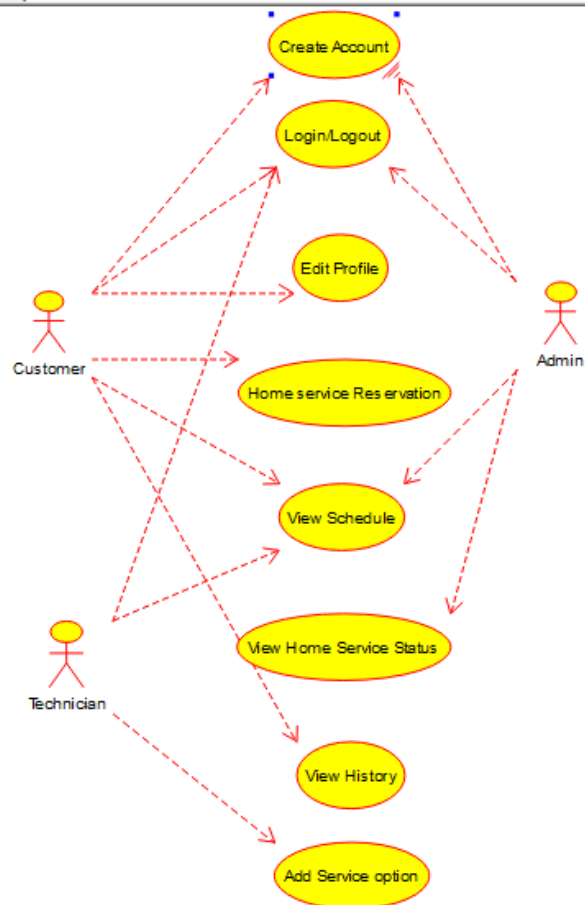 Create Account
Login/Logout
Edit Profile
Customer
Admin
Home service Reservation
View Schedule
View Home Service Status
Technician
View History
Add Service option